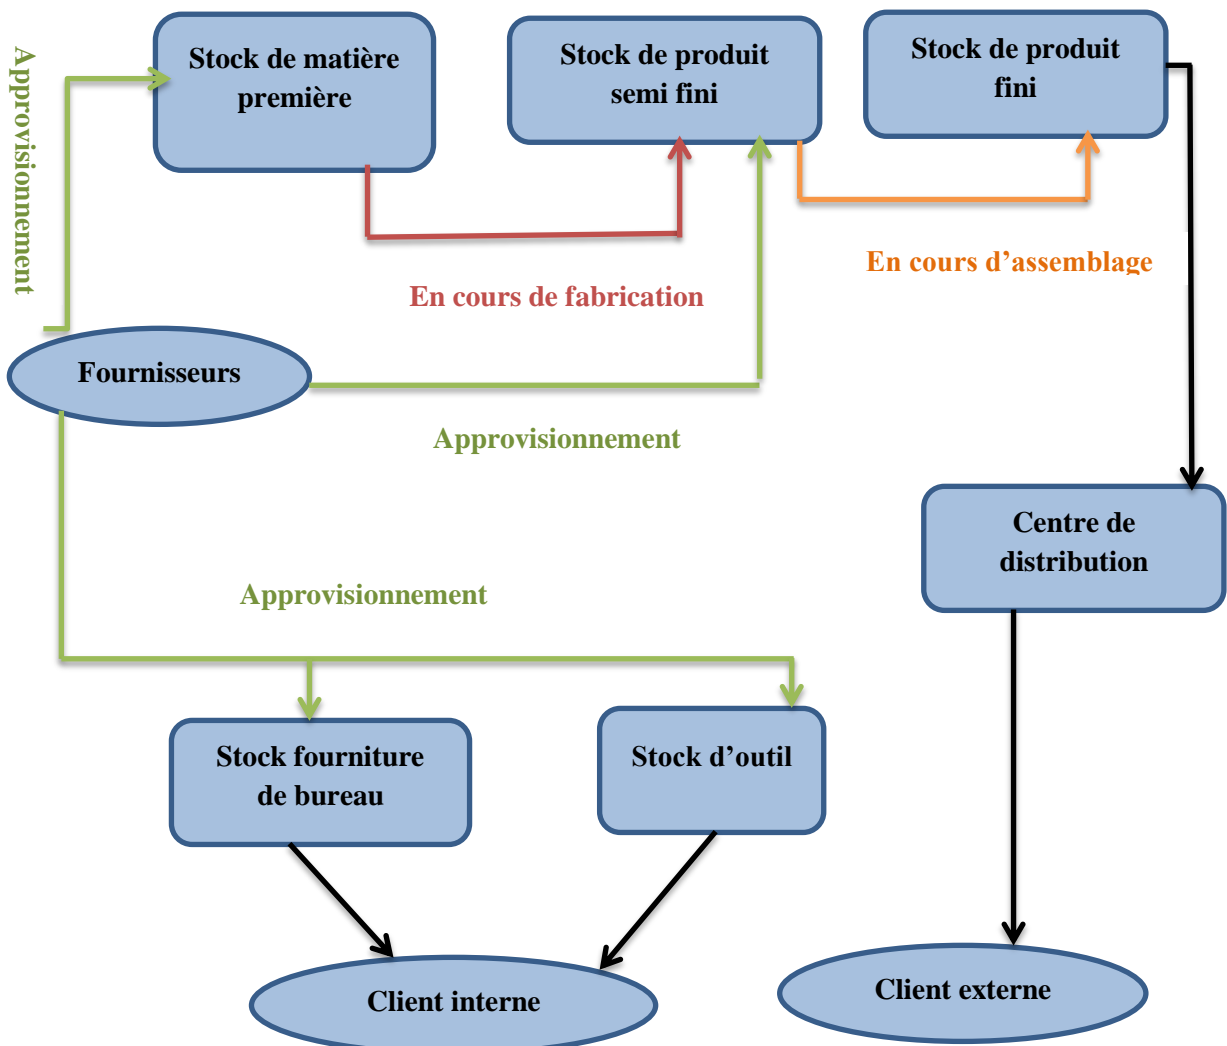 Approvisionnement
Stock de matière
première
Stock de produit
semi fini
Stock de produit
fini
En cours de fabrication
En cours d’assemblage
Fournisseurs
Approvisionnement
Centre de
distribution
Approvisionnement
Stock fourniture
de bureau
Stock d’outil
Client interne
Client externe